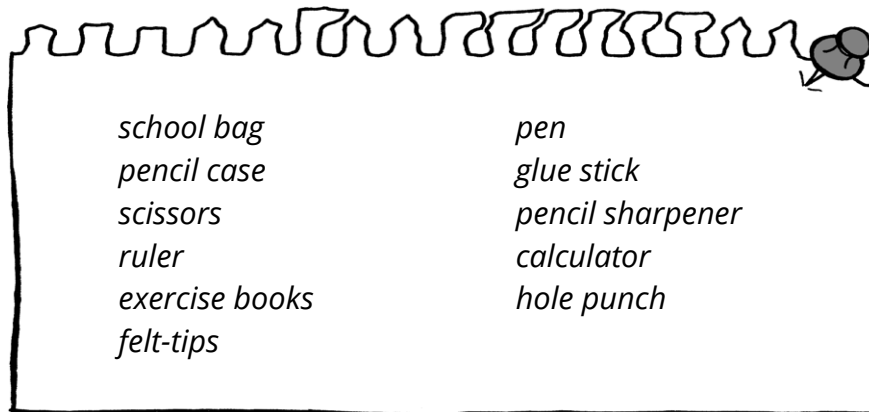 school bag
pencil case
scissors
ruler
exercise books
felt-tips
pen
glue stick
pencil sharpener
calculator
hole punch